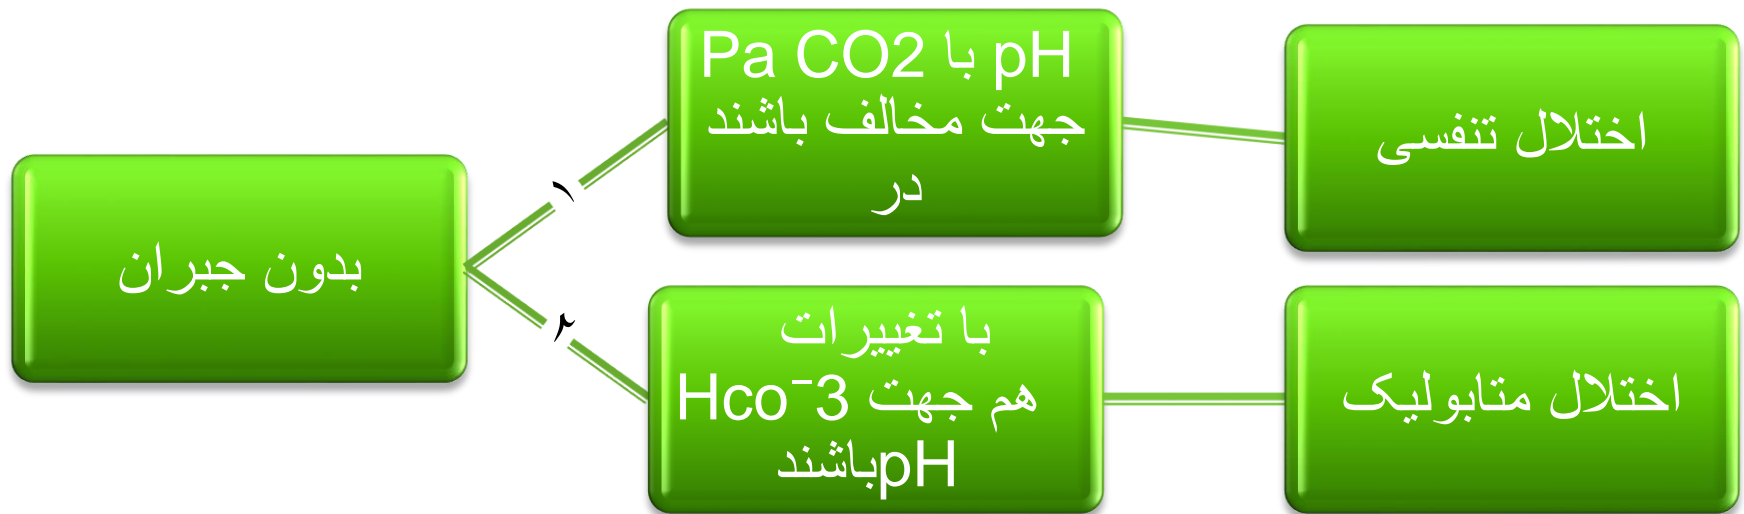 بدون جبران
۱
۲
Pa CO2 با pH
جهت مخالف باشند
در
با تغییرات
Hco⁻3 هم جهت
pHباشند
اختلال تنفسی
اختلال متابولیک